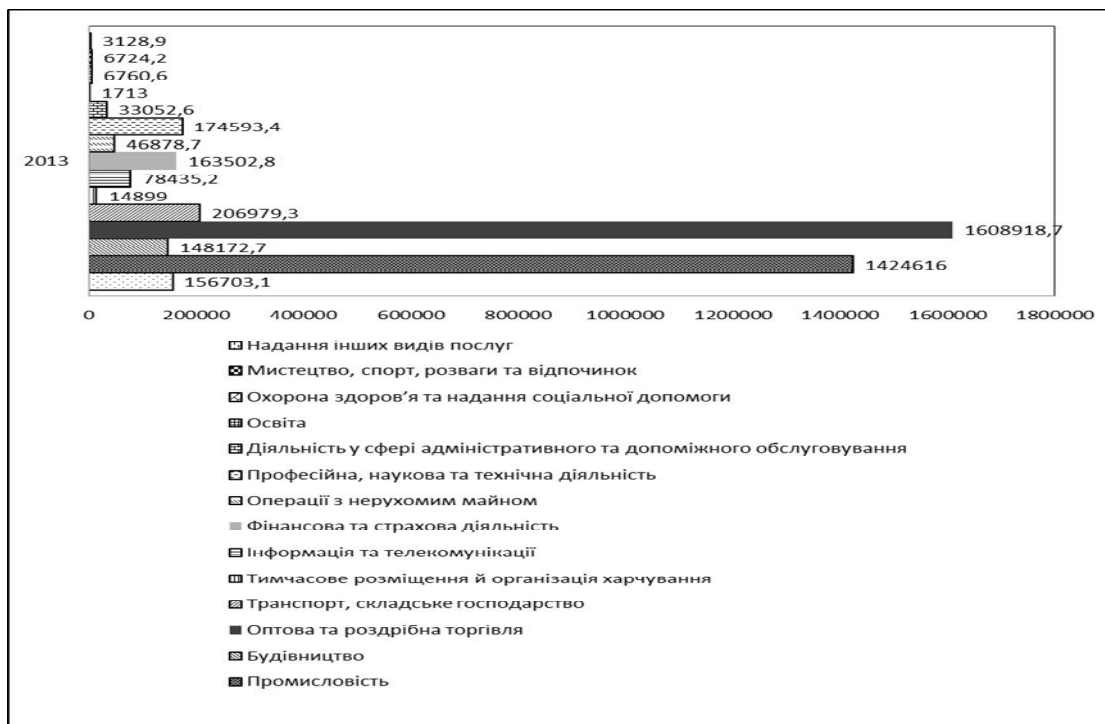 3128,9
6724,2
6760,6
1713
33052,6
174593,4
46878,7
2013
163502,8
78435,2
14899
206979,3
1608918,7
148172,7
1424616
156703,1
0 200000 400000 600000 800000 1000000 1200000 1400000 1600000 1800000
Надання інших видів послуг
Мистецтво, спорт, розваги та відпочинок
Охорона здоров’я та надання соціальної допомоги
Освіта
Діяльність у сфері адміністративного та допоміжного обслуговування
Професійна, наукова та технічна діяльність
Операції з нерухомим майном
Фінансова та страхова діяльність
Інформація та телекомунікації
Тимчасове розміщення й організація харчування
Транспорт, складське господарство
Оптова та роздрібна торгівля
Будівництво
Промисловість